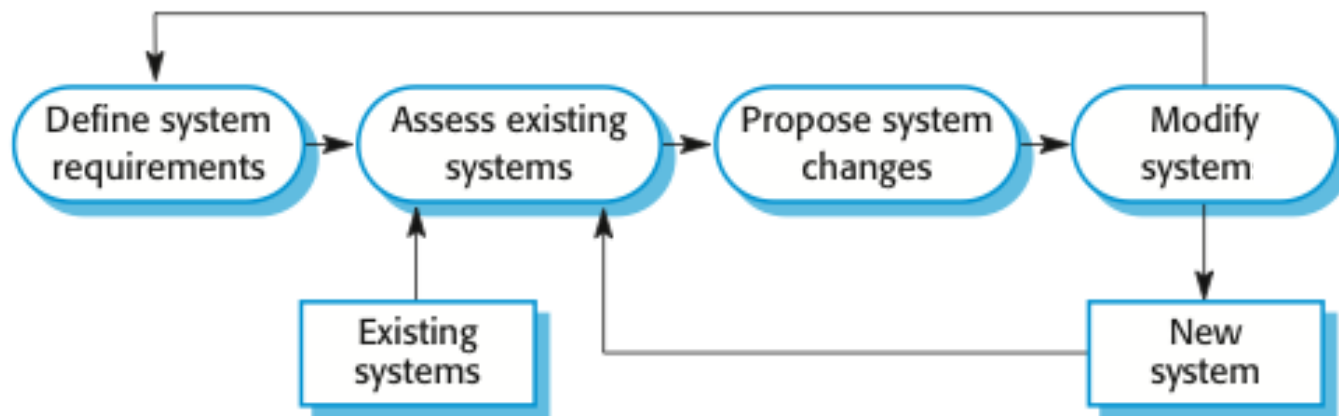 Define system
requirements
Assess existing
systems
Propose system
changes
Modify
system
Existing
systems
New
system